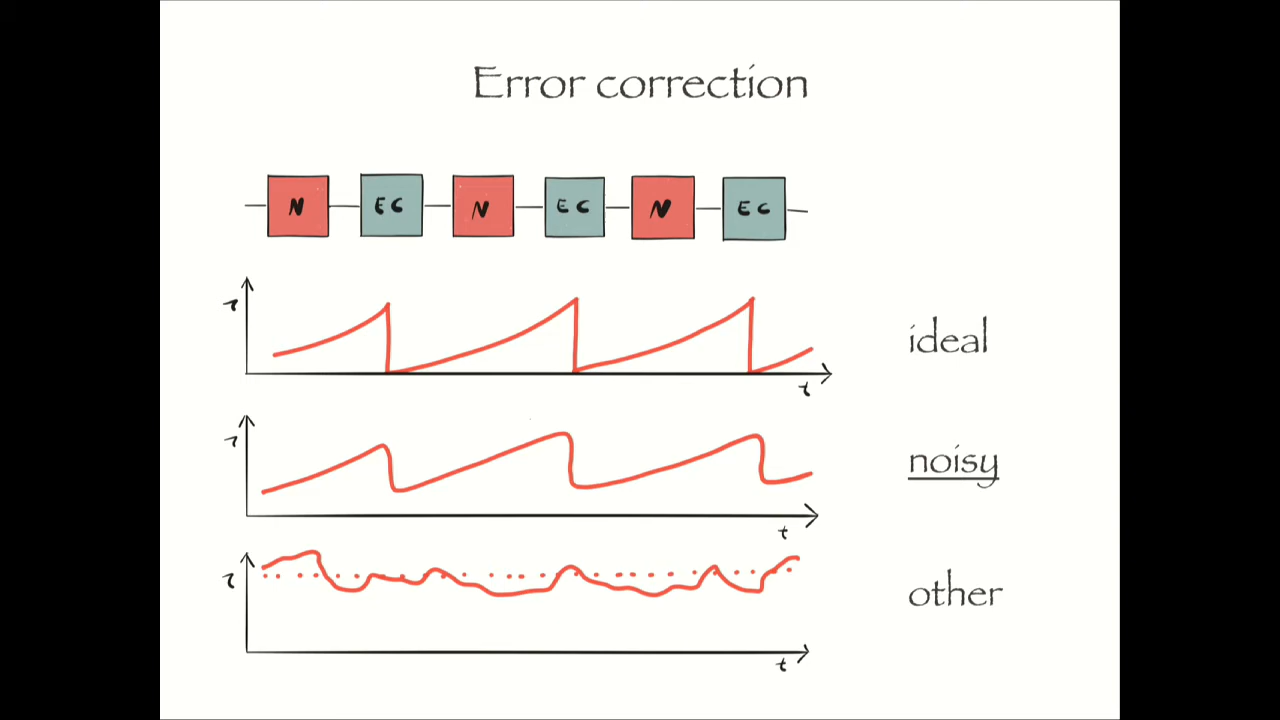 Error correction
N EC N EC N EC
ideal
t
noisy
t
other
t